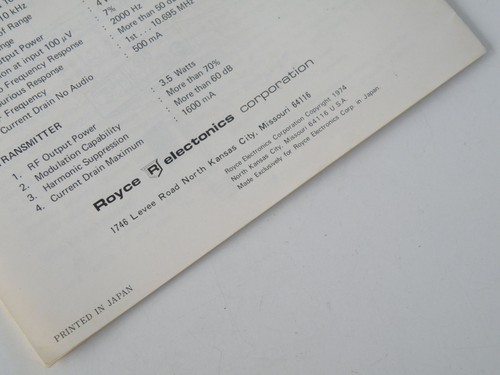 10 kHz
of Range
Output Power
on at input 100 μV
Frequency Response
urious Response
Frequency
Current Drain No Audio
7%
2000 Hz
: More than 50
: 1st . . . 10.695 MHz
500 mA
TRANSMITTER
1. RF Output Power : 3.5 Watts
2. Modulation Capability : More than 70%
3. Harmonic Suppression : More than 60 dB
4. Current Drain Maximum : 1600 mA
Royce R electonics corporation
1746 Levee Road North Kansas City, Missouri 64116
Royce Electronics Corporation Copyright 1974
North Kansas City, Missouri 64116 U.S.A.
Made Exclusively for Royce Electronics Corp. in Japan
PRINTED IN JAPAN